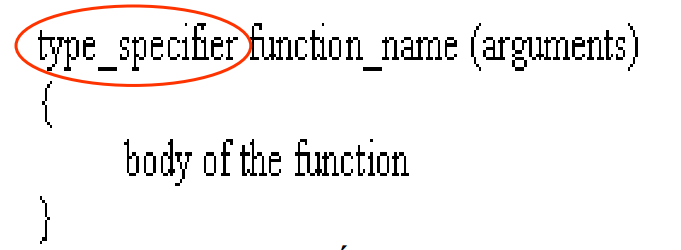 type_specifier function_name (arguments)
{
body of the function
}